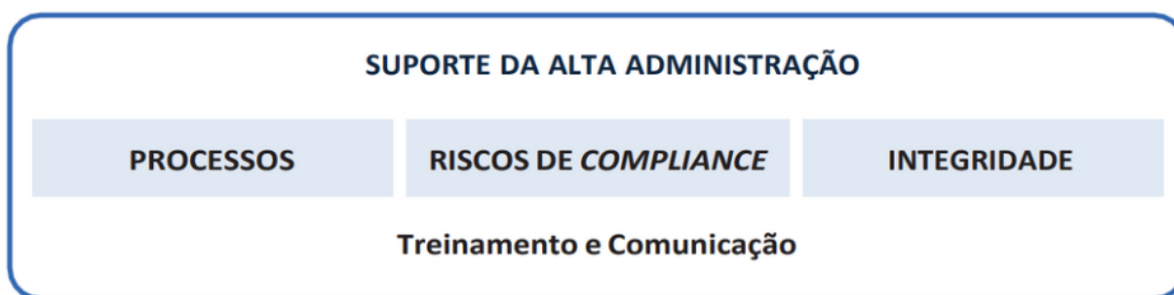 SUPORTE DA ALTA ADMINISTRAÇÃO
PROCESSOS
RISCOS DE COMPLIANCE
INTEGRIDADE
Treinamento e Comunicação